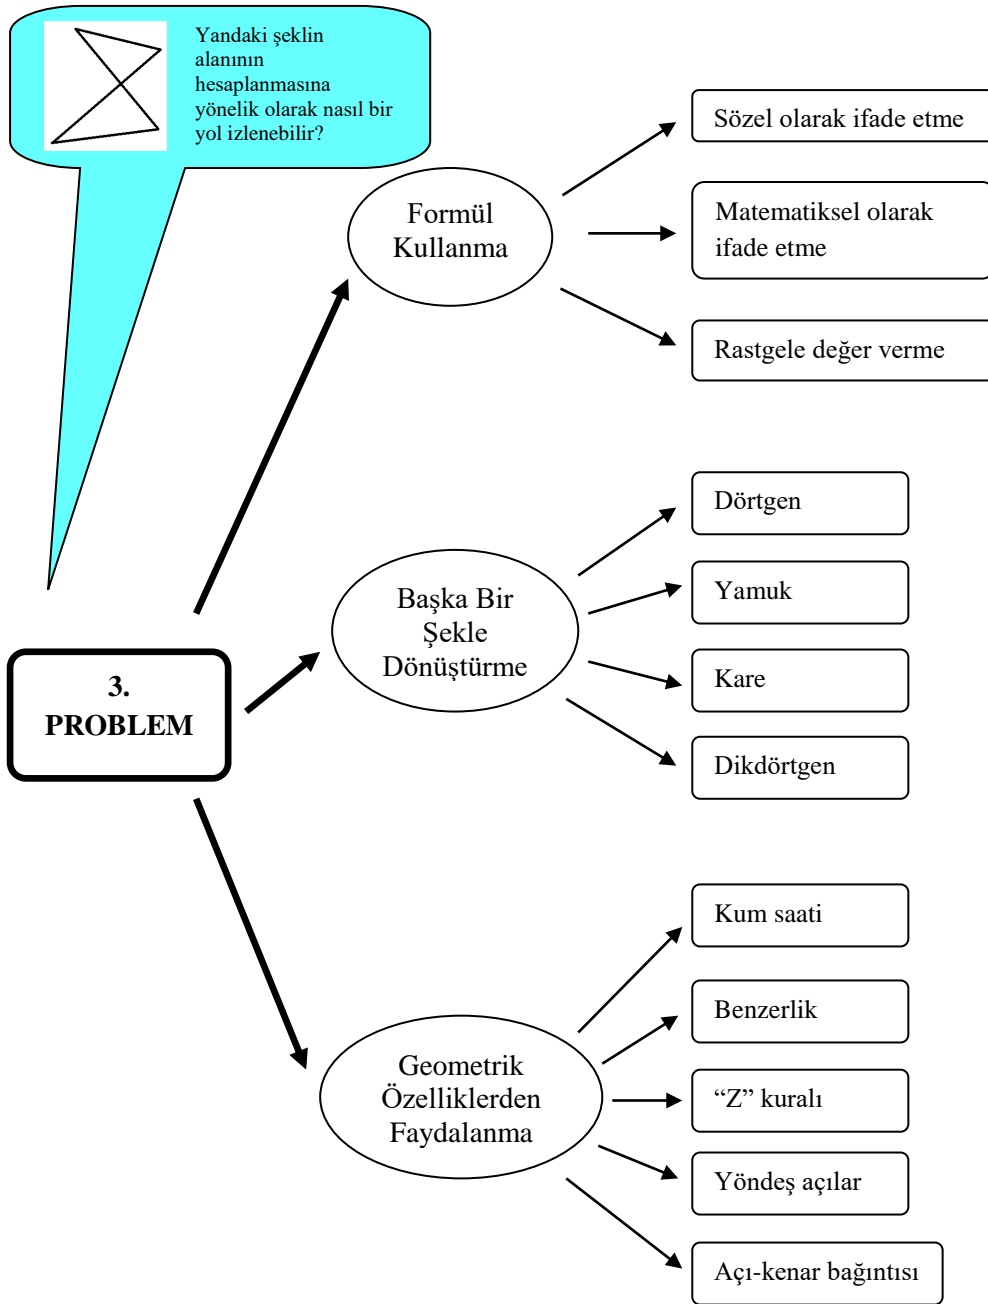 Yandaki şeklin
alanının
hesaplanmasına
yönelik olarak nasıl bir
yol izlenebilir?
3.
PROBLEM
Formül
Kullanma
Sözel olarak ifade etme
Matematiksel olarak
ifade etme
Rastgele değer verme
Başka Bir
Şekle
Dönüştürme
Dörtgen
Yamuk
Kare
Dikdörtgen
Geometrik
Özelliklerden
Faydalanma
Kum saati
Benzerlik
“Z” kuralı
Yöndeş açılar
Açı-kenar bağıntısı